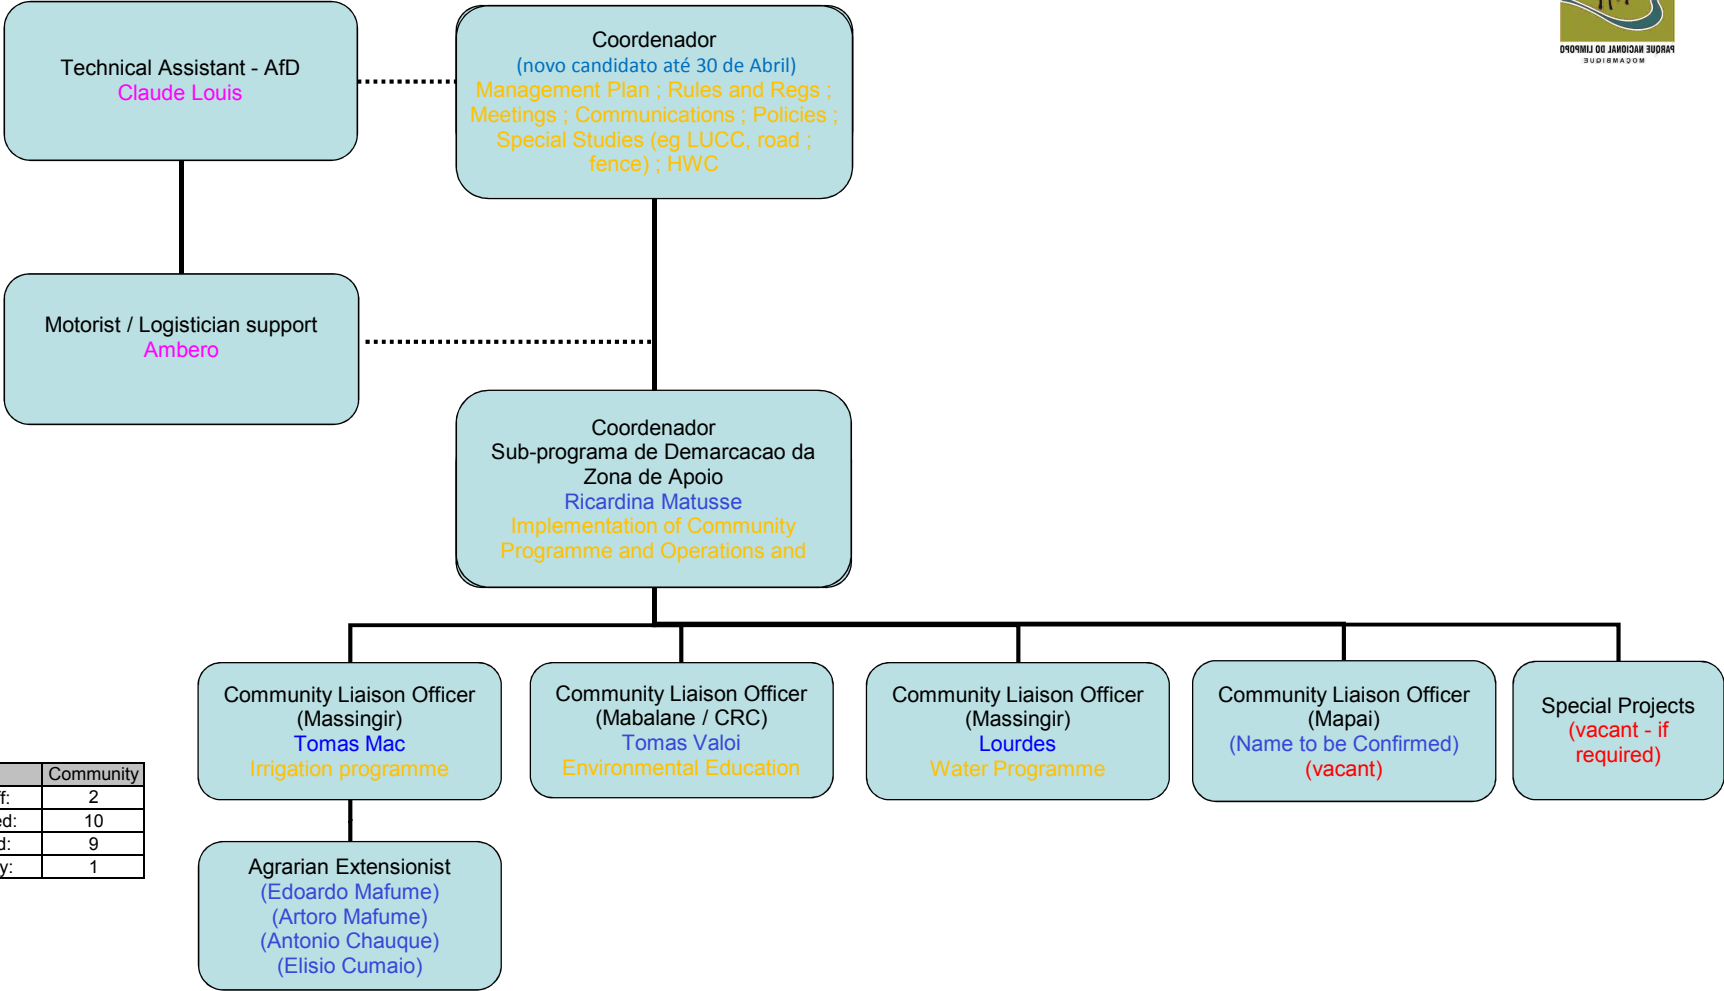 Technical Assistant - AfD
Claude Louis
Coordenador
(novo candidato até 30 de Abril)
Management Plan ; Rules and Regs ;
Meetings ; Communications ; Policies ;
Special Studies (eg LUCC, road ;
fence) ; HWC
PARQUE NACIONAL DO LIMPOPO
MOÇAMBIQUE
Motorist / Logistician support
Ambero
Coordenador
Sub-programa de Demarcacao da
Zona de Apoio
Ricardina Matusse
Implementation of Community
Programme and Operations and
Community Liaison Officer
(Massingir)
Tomas Mac
Irrigation programme
Community Liaison Officer
(Mabalane / CRC)
Tomas Valoi
Environmental Education
Community Liaison Officer
(Massingir)
Lourdes
Water Programme
Community Liaison Officer
(Mapai)
(Name to be Confirmed)
(vacant)
Special Projects
(vacant - if
required)
Community
2
10
9
1
Agrarian Extensionist
(Edoardo Mafume)
(Artoro Mafume)
(Antonio Chauque)
(Elisio Cumaio)